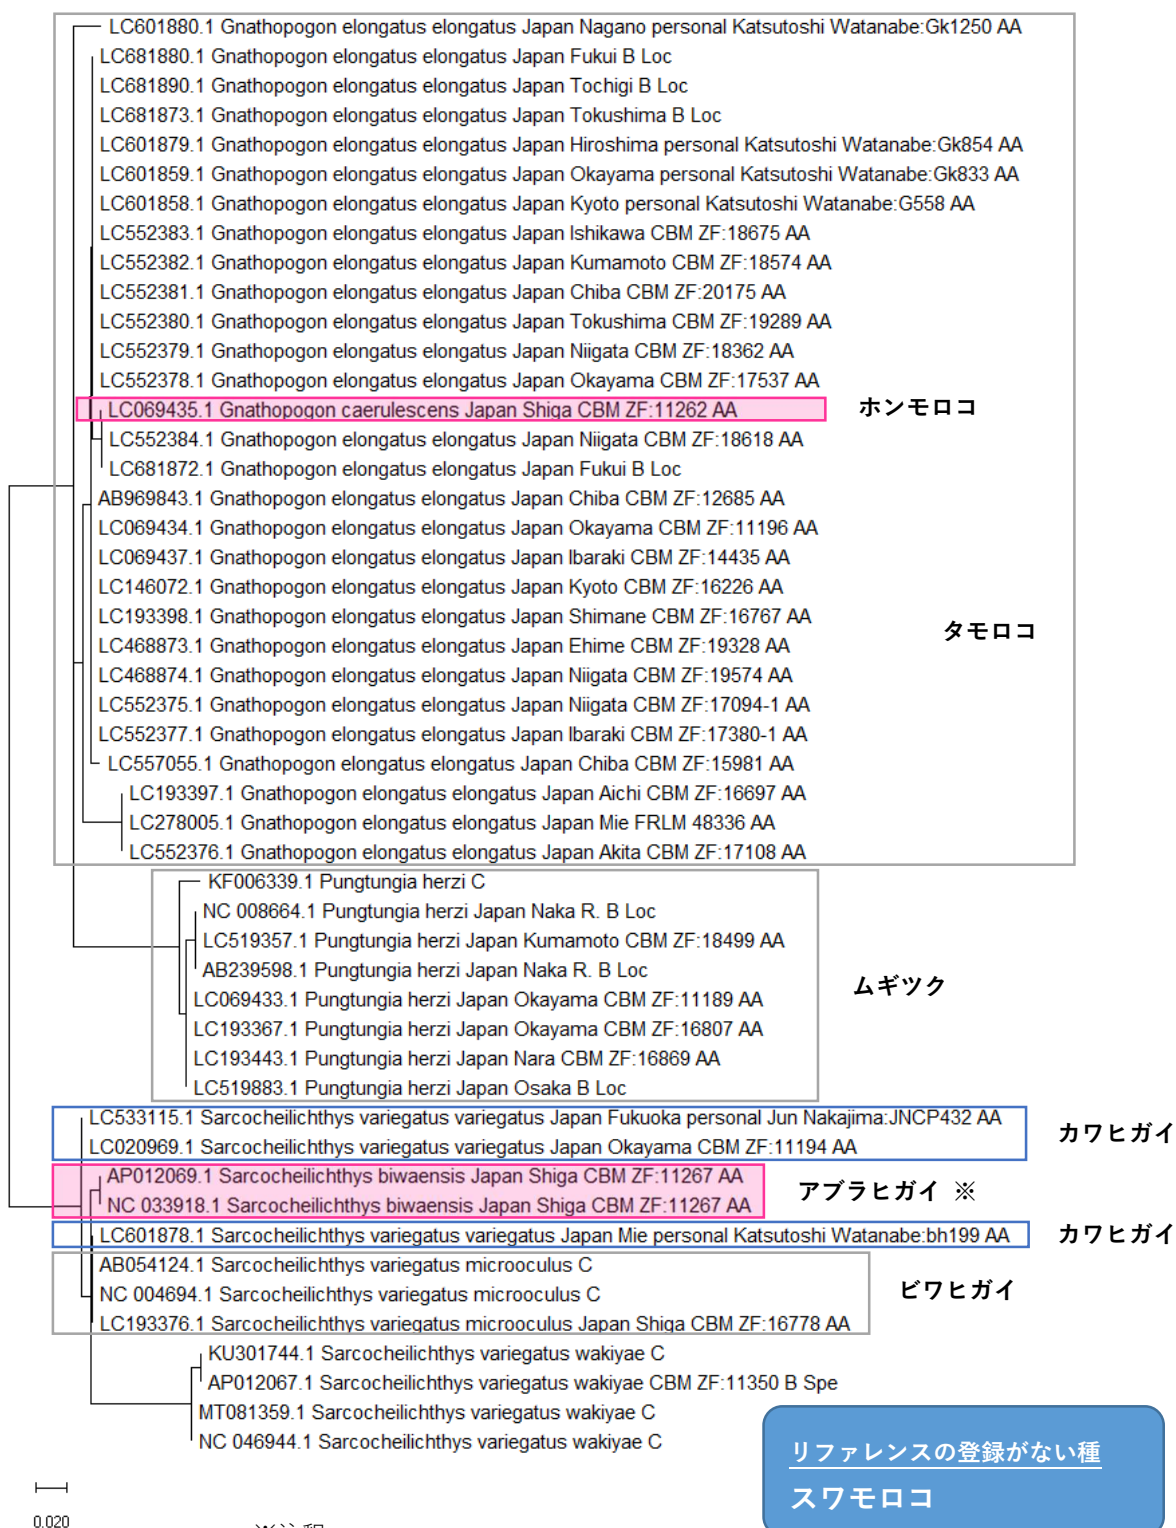 LC601880.1 Gnathopogon elongatus elongatus Japan Nagano personal Katsutoshi Watanabe:Gk1250 AA
LC681880.1 Gnathopogon elongatus elongatus Japan Fukui B Loc
LC681890.1 Gnathopogon elongatus elongatus Japan Tochigi B Loc
LC681873.1 Gnathopogon elongatus elongatus Japan Tokushima B Loc
LC601879.1 Gnathopogon elongatus elongatus Japan Hiroshima personal Katsutoshi Watanabe:Gk854 AA
LC601859.1 Gnathopogon elongatus elongatus Japan Okayama personal Katsutoshi Watanabe:Gk833 AA
LC601858.1 Gnathopogon elongatus elongatus Japan Kyoto personal Katsutoshi Watanabe:G558 AA
LC552383.1 Gnathopogon elongatus elongatus Japan Ishikawa CBM ZF:18675 AA
LC552382.1 Gnathopogon elongatus elongatus Japan Kumamoto CBM ZF:18574 AA
LC552381.1 Gnathopogon elongatus elongatus Japan Chiba CBM ZF:20175 AA
LC552380.1 Gnathopogon elongatus elongatus Japan Tokushima CBM ZF:19289 AA
LC552379.1 Gnathopogon elongatus elongatus Japan Niigata CBM ZF:18362 AA
LC552378.1 Gnathopogon elongatus elongatus Japan Okayama CBM ZF:17537 AA
LC069435.1 Gnathopogon caerulescens Japan Shiga CBM ZF:11262 AA
ホンモロコ
LC552384.1 Gnathopogon elongatus elongatus Japan Niigata CBM ZF:18618 AA
LC681872.1 Gnathopogon elongatus elongatus Japan Fukui B Loc
AB969843.1 Gnathopogon elongatus elongatus Japan Chiba CBM ZF:12685 AA
LC069434.1 Gnathopogon elongatus elongatus Japan Okayama CBM ZF:11196 AA
LC069437.1 Gnathopogon elongatus elongatus Japan Ibaraki CBM ZF:14435 AA
LC146072.1 Gnathopogon elongatus elongatus Japan Kyoto CBM ZF:16226 AA
LC193398.1 Gnathopogon elongatus elongatus Japan Shimane CBM ZF:16767 AA
タモロコ
LC468873.1 Gnathopogon elongatus elongatus Japan Ehime CBM ZF:19328 AA
LC468874.1 Gnathopogon elongatus elongatus Japan Niigata CBM ZF:19574 AA
LC552375.1 Gnathopogon elongatus elongatus Japan Niigata CBM ZF:17094-1 AA
LC552377.1 Gnathopogon elongatus elongatus Japan Ibaraki CBM ZF:17380-1 AA
LC557055.1 Gnathopogon elongatus elongatus Japan Chiba CBM ZF:15981 AA
LC193397.1 Gnathopogon elongatus elongatus Japan Aichi CBM ZF:16697 AA
LC278005.1 Gnathopogon elongatus elongatus Japan Mie FRLM 48336 AA
LC552376.1 Gnathopogon elongatus elongatus Japan Akita CBM ZF:17108 AA
KF006339.1 Pungtungia herzi C
NC 008664.1 Pungtungia herzi Japan Naka R. B Loc
LC519357.1 Pungtungia herzi Japan Kumamoto CBM ZF:18499 AA
AB239598.1 Pungtungia herzi Japan Naka R. B Loc
ムギツク
LC069433.1 Pungtungia herzi Japan Okayama CBM ZF:11189 AA
LC193367.1 Pungtungia herzi Japan Okayama CBM ZF:16807 AA
LC193443.1 Pungtungia herzi Japan Nara CBM ZF:16869 AA
LC519883.1 Pungtungia herzi Japan Osaka B Loc
LC533115.1 Sarcocheilichthys variegatus variegatus Japan Fukuoka personal Jun Nakajima:JNCP432 AA
カワヒガイ
LC020969.1 Sarcocheilichthys variegatus variegatus Japan Okayama CBM ZF:11194 AA
AP012069.1 Sarcocheilichthys biwaensis Japan Shiga CBM ZF:11267 AA
アブラヒガイ ※
NC 033918.1 Sarcocheilichthys biwaensis Japan Shiga CBM ZF:11267 AA
LC601878.1 Sarcocheilichthys variegatus variegatus Japan Mie personal Katsutoshi Watanabe:bh199 AA
カワヒガイ
AB054124.1 Sarcocheilichthys variegatus microoculus C
NC 004694.1 Sarcocheilichthys variegatus microoculus C
ビワヒガイ
LC193376.1 Sarcocheilichthys variegatus microoculus Japan Shiga CBM ZF:16778 AA
KU301744.1 Sarcocheilichthys variegatus wakiyae C
AP012067.1 Sarcocheilichthys variegatus wakiyae CBM ZF:11350 B Spe
MT081359.1 Sarcocheilichthys variegatus wakiyae C
NC 046944.1 Sarcocheilichthys variegatus wakiyae C
リファレンスの登録がない種
スワモロコ
0.020